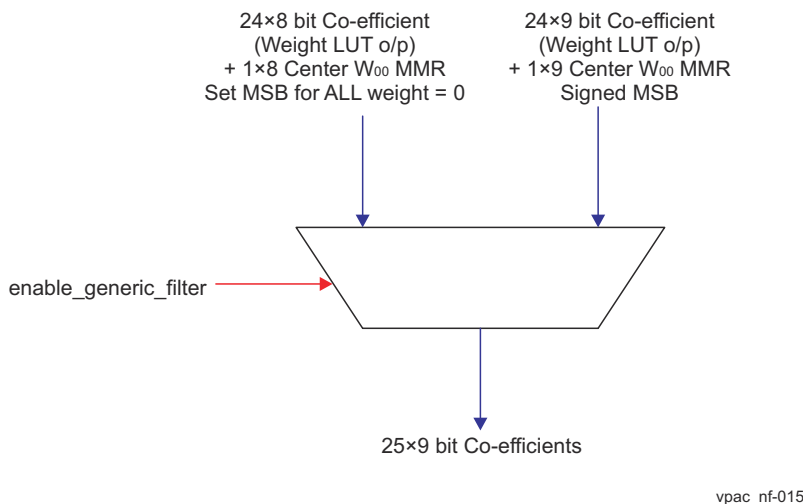 24×8 bit Co-efficient
(Weight LUT o/p)
+ 1×8 Center W₀₀ MMR
Set MSB for ALL weight = 0
24×9 bit Co-efficient
(Weight LUT o/p)
+ 1×9 Center W₀₀ MMR
Signed MSB
enable_generic_filter
25×9 bit Co-efficients
vpac_nf-015